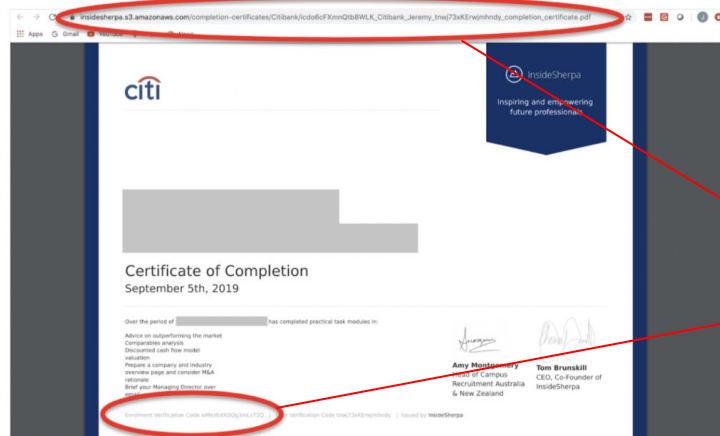 insidesherpa.s3.amazonaws.com/completion-certificates/Citibank/
Apps Gmail
citi
InsideSherpa
Inspiring and empowering
future professionals
Certificate of Completion
September 5th, 2019
Over the period of has completed practical task modules in:
Advice on outperforming the market
Comparables analysis
Discounted cash flow model
valuation
Prepare a company and industry
overview page and consider M&A
rationale
Brief your Managing Director over
Amy Montgomery
Head of Campus
Recruitment Australia
& New Zealand
Tom Brunskill
CEO, Co-Founder of
InsideSherpa
Enrolment Verification Code | Verification Code | Issued by InsideSherpa